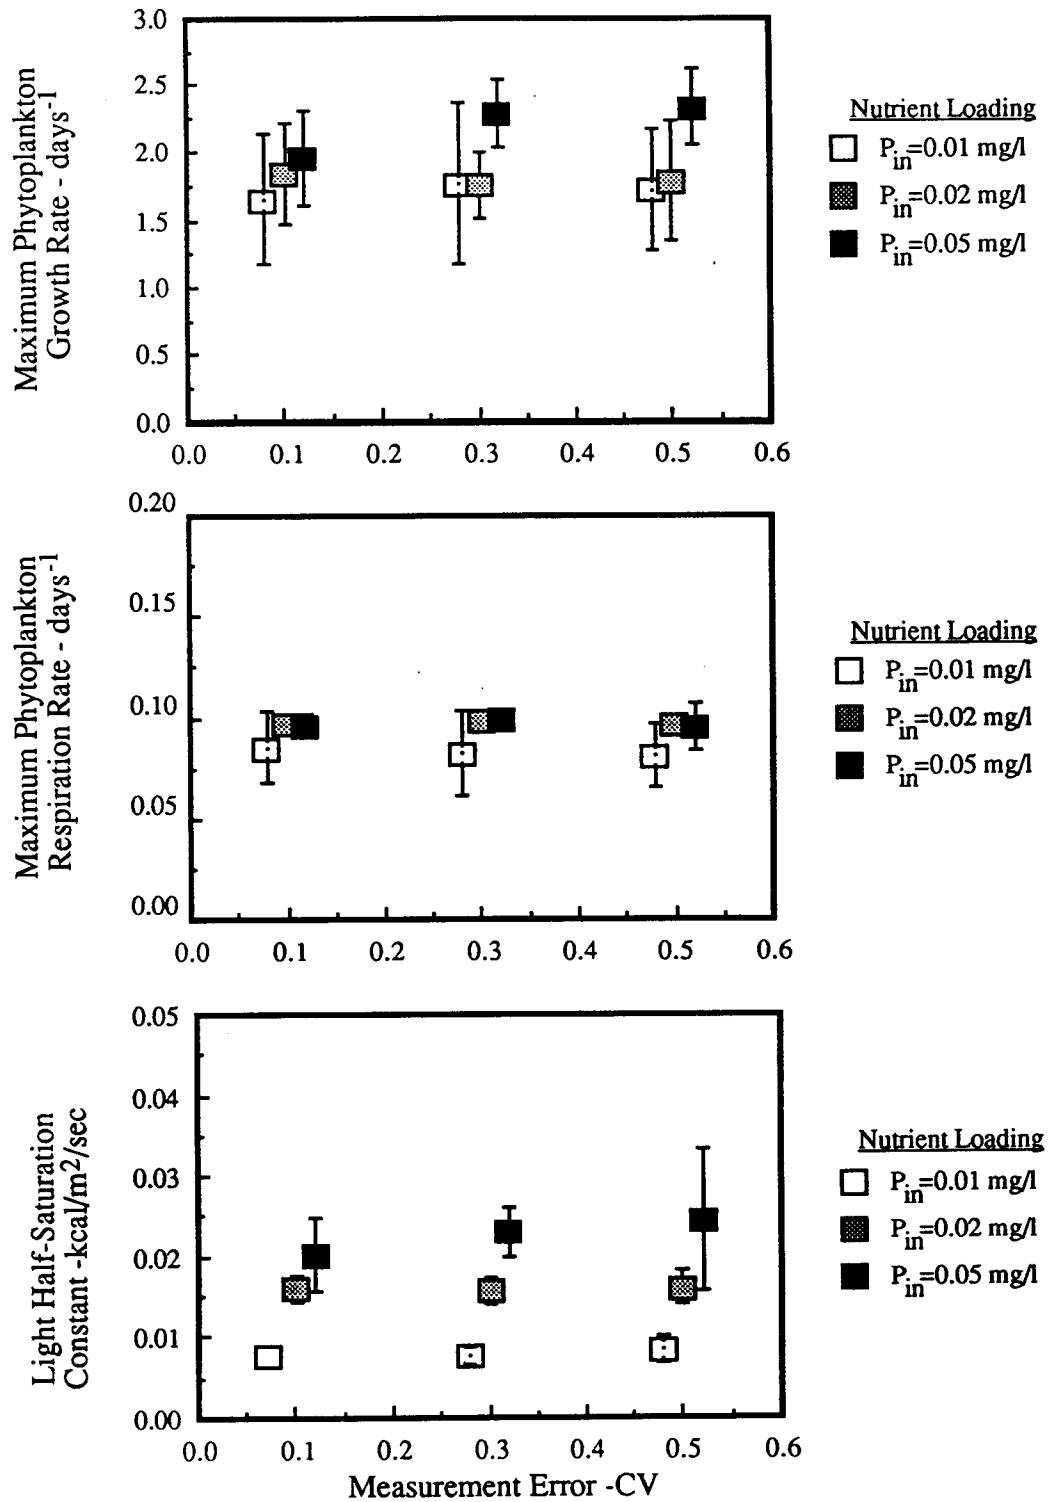 Maximum Phytoplankton
Growth Rate - days-1
3.0
2.5
2.0
1.5
1.0
0.5
0.0
0.0 0.1 0.2 0.3 0.4 0.5 0.6
Nutrient Loading
Pin=0.01 mg/l
Pin=0.02 mg/l
Pin=0.05 mg/l
Maximum Phytoplankton
Respiration Rate - days-1
0.20
0.15
0.10
0.05
0.00
0.0 0.1 0.2 0.3 0.4 0.5 0.6
Nutrient Loading
Pin=0.01 mg/l
Pin=0.02 mg/l
Pin=0.05 mg/l
Light Half-Saturation
Constant -kcal/m2/sec
0.05
0.04
0.03
0.02
0.01
0.00
0.0 0.1 0.2 0.3 0.4 0.5 0.6
Measurement Error -CV
Nutrient Loading
Pin=0.01 mg/l
Pin=0.02 mg/l
Pin=0.05 mg/l